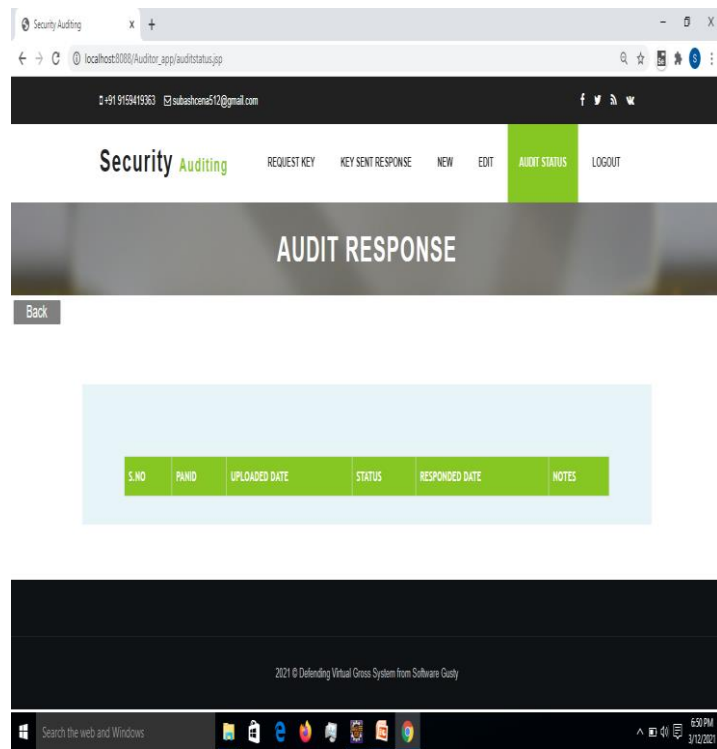 Security Auditing
localhost:8088/Auditor_app/auditstatus.jsp
+91 9159419363 subashcena512@gmail.com
Security Auditing REQUEST KEY KEY SENT RESPONSE NEW EDIT AUDIT STATUS LOGOUT
AUDIT RESPONSE
Back
S.NO PANID UPLOADED DATE STATUS RESPONDED DATE NOTES
2021 © Defending Virtual Gross System from Software Gusty
Search the web and Windows
6:50 PM
3/12/2021